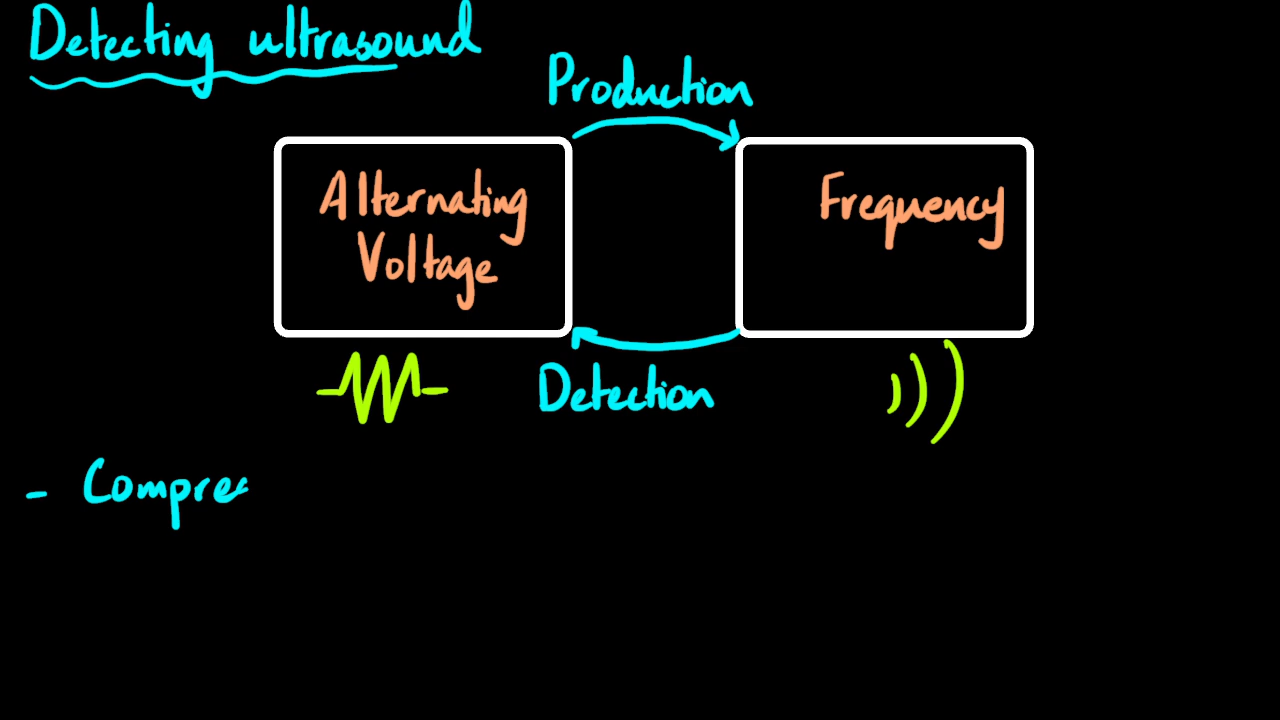 Detecting ultrasound
Production
Alternating
Voltage
Frequency
Detection
- Compre